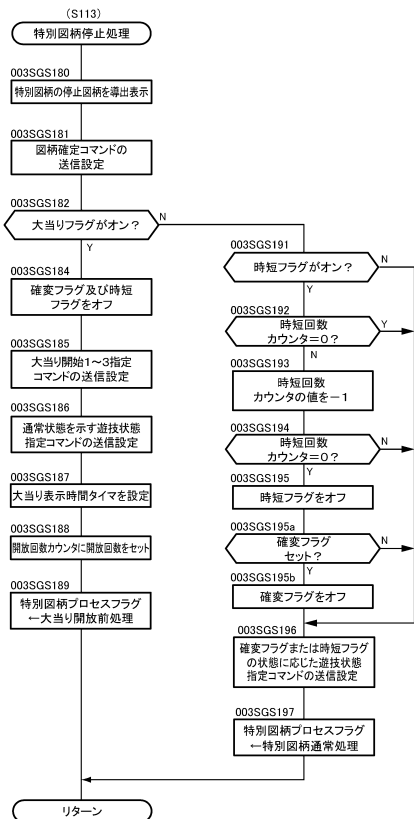 (S113)
特別図柄停止処理
003SGS180
特別図柄の停止図柄を導出表示
003SGS181
図柄確定コマンドの
送信設定
003SGS182
大当りフラグがオン？
N
Y
003SGS184
確変フラグ及び時短
フラグをオフ
003SGS185
大当り開始1～3指定
コマンドの送信設定
003SGS186
通常状態を示す遊技状態
指定コマンドの送信設定
003SGS187
大当り表示時間タイマを設定
003SGS188
開放回数カウンタに開放回数をセット
003SGS189
特別図柄プロセスフラグ
←大当り開放前処理
003SGS191
時短フラグがオン？
N
Y
003SGS192
時短回数
カウンタ＝0？
Y
N
003SGS193
時短回数
カウンタの値を－1
003SGS194
時短回数
カウンタ＝0？
N
Y
003SGS195
時短フラグをオフ
003SGS195a
確変フラグ
セット？
N
Y
003SGS195b
確変フラグをオフ
003SGS196
確変フラグまたは時短フラグ
の状態に応じた遊技状態
指定コマンドの送信設定
003SGS197
特別図柄プロセスフラグ
←特別図柄通常処理
リターン